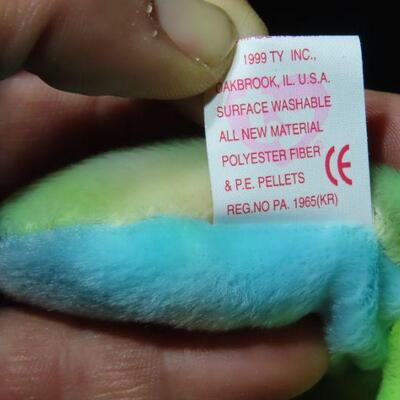 1999 TY INC.,
OAKBROOK, IL. U.S.A.
SURFACE WASHABLE
ALL NEW MATERIAL
POLYESTER FIBER
& P.E. PELLETS
REG.NO PA. 1965(KR)
CE